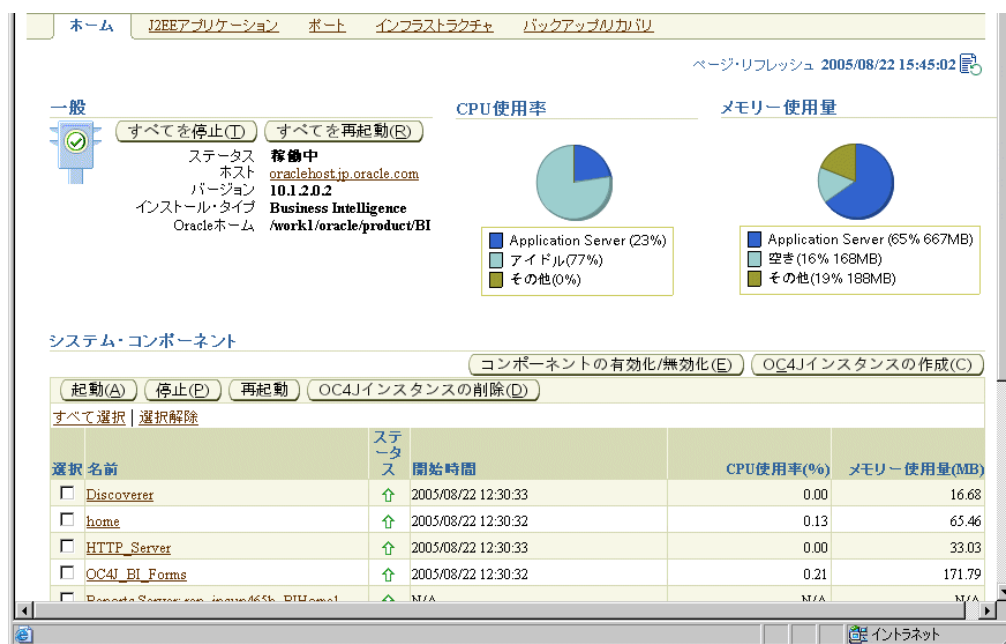 ホーム J2EEアプリケーション ポート インフラストラクチャ バックアップ/リカバリ
ページ・リフレッシュ 2005/08/22 15:45:02
一般
すべてを停止(T) すべてを再起動(R)
ステータス 稼働中
ホスト oraclehost.jp.oracle.com
バージョン 10.1.2.0.2
インストール・タイプ Business Intelligence
Oracleホーム /work1/oracle/product/BI
CPU使用率
Application Server (23%)
アイドル(77%)
その他(0%)
メモリー使用量
Application Server (65% 667MB)
空き(16% 168MB)
その他(19% 188MB)
システム・コンポーネント
コンポーネントの有効化/無効化(E) OC4Jインスタンスの作成(C)
起動(A) 停止(P) 再起動 OC4Jインスタンスの削除(D)
すべて選択 | 選択解除
選択 名前 ステータス 開始時間 CPU使用率(%) メモリー使用量(MB)
Discoverer 2005/08/22 12:30:33 0.00 16.68
home 2005/08/22 12:30:32 0.13 65.46
HTTP_Server 2005/08/22 12:30:33 0.00 33.03
OC4J_BI_Forms 2005/08/22 12:30:32 0.21 171.79
Reports Server: N/A N/A N/A
イントラネット